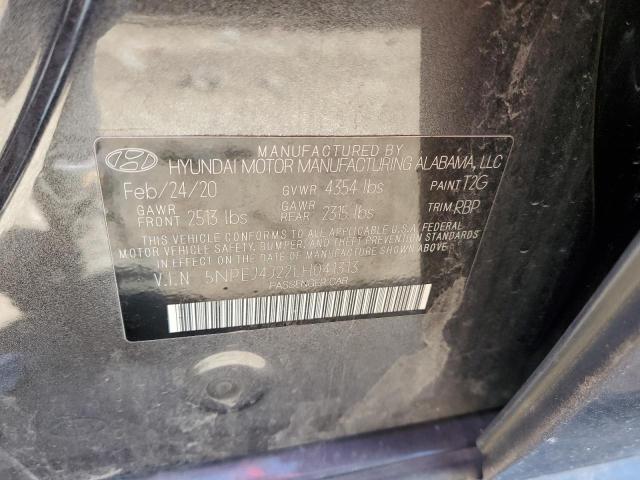 MANUFACTURED BY
HYUNDAI MOTOR MANUFACTURING ALABAMA, LLC
Feb/24/20 GVWR 4354 lbs PAINT T2G
GAWR FRONT 2513 lbs GAWR REAR 2315 lbs TRIM RBP
THIS VEHICLE CONFORMS TO ALL APPLICABLE U.S.A FEDERAL
MOTOR VEHICLE SAFETY, BUMPER, AND THEFT PREVENTION STANDARDS
IN EFFECT ON THE DATE OF MANUFACTURE SHOWN ABOVE.
V.I.N 5NPEJ4J22LH041313
PASSENGER CAR